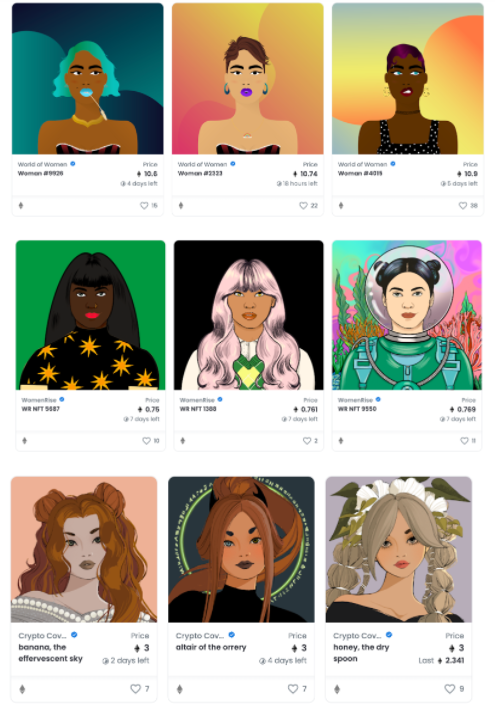 World of Women Price
Woman #9926 10.6
4 days left
15
World of Women Price
Woman #2323 10.74
18 hours left
22
World of Women Price
Woman #4019 10.9
5 days left
38
WomenRise Price
WR NFT 5687 0.75
7 days left
10
WomenRise Price
WR NFT 1388 0.761
7 days left
2
WomenRise Price
WR NFT 9550 0.769
7 days left
11
Crypto Cov... Price
banana, the 3
effervescent sky 2 days left
7
Crypto Cov... Price
altair of the orrery 3
4 days left
7
Crypto Cov... Price
honey, the dry 3
spoon Last 2.341
9